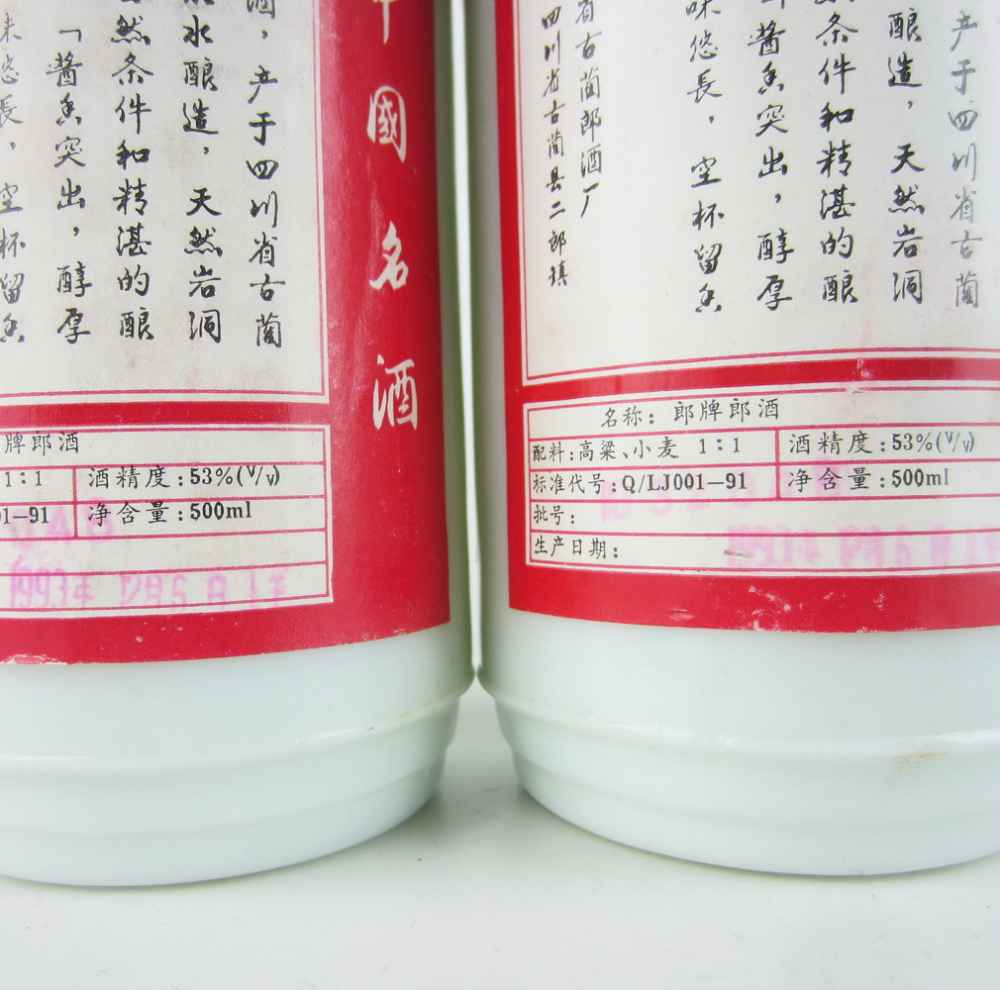 酒，产于四川省古蔺
水酿造，天然岩洞
然条件和精湛的酿
「酱香突出，醇厚
味悠長，空杯留香
國名酒
牌郎酒
1:1 酒精度:53%(V/V)
01-91 净含量:500ml
1993年
产于四川省古蔺
酿造，天然岩洞
然条件和精湛的酿
酱香突出，醇厚
味悠長，空杯留香
省古蔺郎酒厂
四川省古蔺县二郎镇
名称：郎牌郎酒
配料:高粱、小麦 1:1 酒精度:53%(V/V)
标准代号:Q/LJ001-91 净含量:500ml
批号:
生产日期: